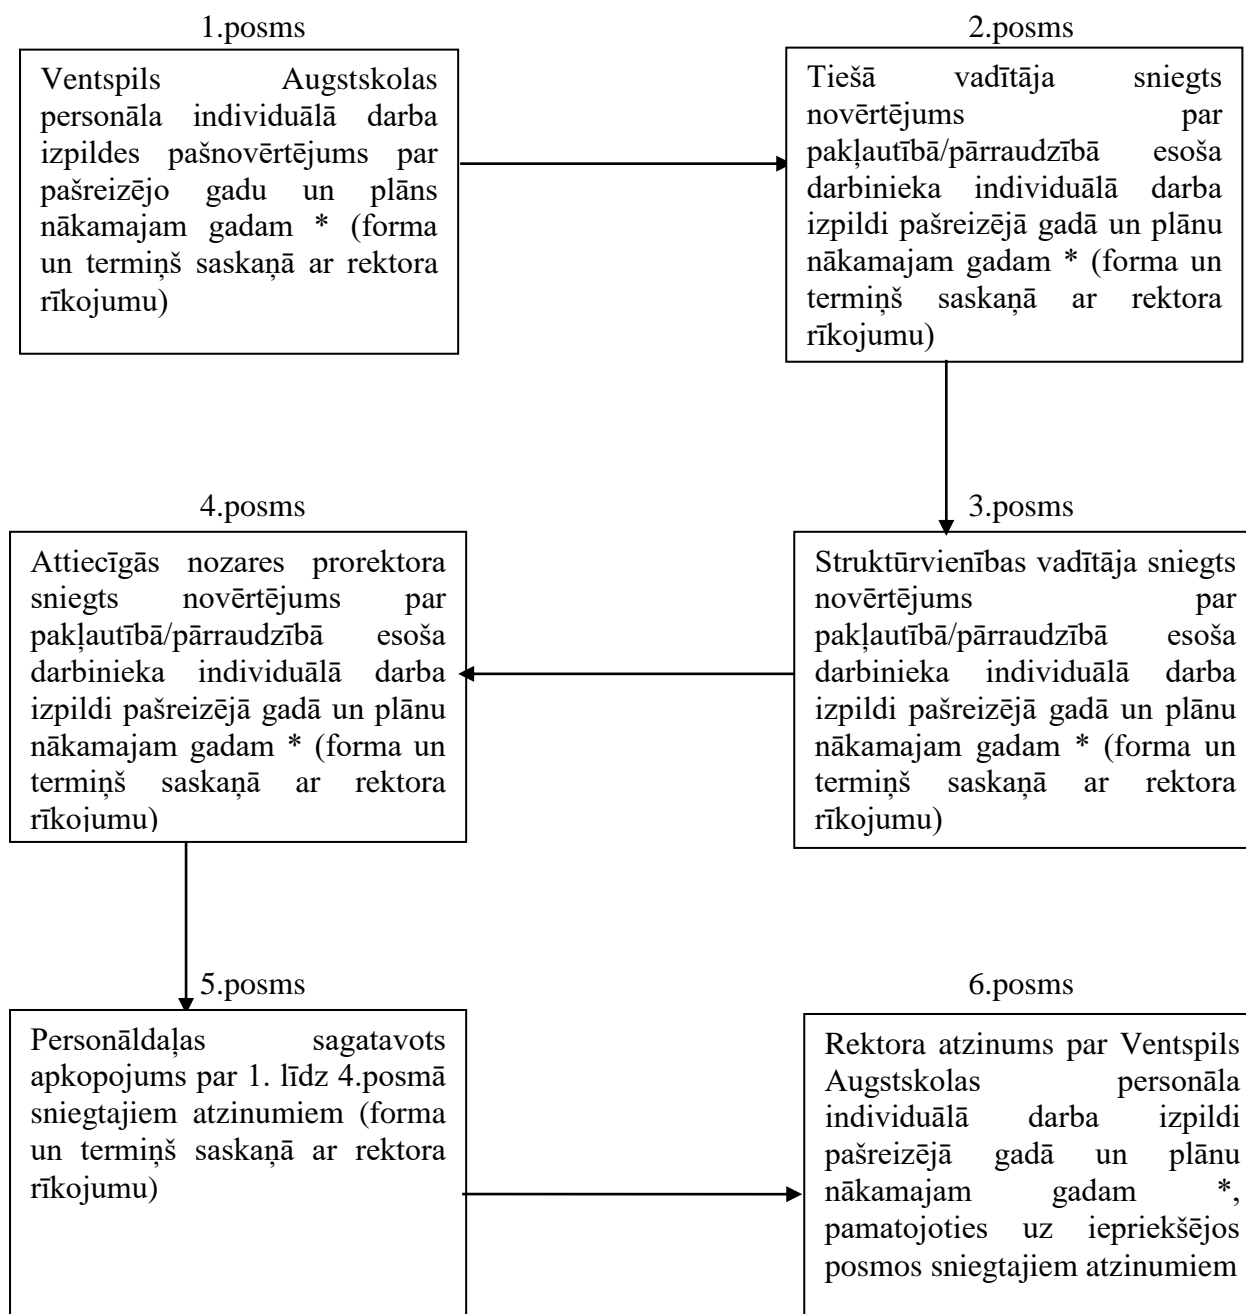 1.posms
Ventspils Augstskolas
personāla individuālā darba
izpildes pašnovērtējums par
pašreizējo gadu un plāns
nākamajam gadam * (forma
un termiņš saskaņā ar rektora
rīkojumu)
2.posms
Tiešā vadītāja sniegts
novērtējums par
pakļautībā/pārraudzībā esoša
darbinieka individuālā darba
izpildi pašreizējā gadā un plānu
nākamajam gadam * (forma un
termiņš saskaņā ar rektora
rīkojumu)
3.posms
Struktūrvienības vadītāja sniegts
novērtējums par
pakļautībā/pārraudzībā esoša
darbinieka individuālā darba
izpildi pašreizējā gadā un plānu
nākamajam gadam * (forma un
termiņš saskaņā ar rektora
rīkojumu)
4.posms
Attiecīgās nozares prorektora
sniegts novērtējums par
pakļautībā/pārraudzībā esoša
darbinieka individuālā darba
izpildi pašreizējā gadā un plānu
nākamajam gadam * (forma un
termiņš saskaņā ar rektora
rīkojumu)
5.posms
Personāldaļas sagatavots
apkopojums par 1. līdz 4.posmā
sniegtajiem atzinumiem (forma
un termiņš saskaņā ar rektora
rīkojumu)
6.posms
Rektora atzinums par Ventspils
Augstskolas personāla
individuālā darba izpildi
pašreizējā gadā un plānu
nākamajam gadam *,
pamatojoties uz iepriekšējos
posmos sniegtajiem atzinumiem